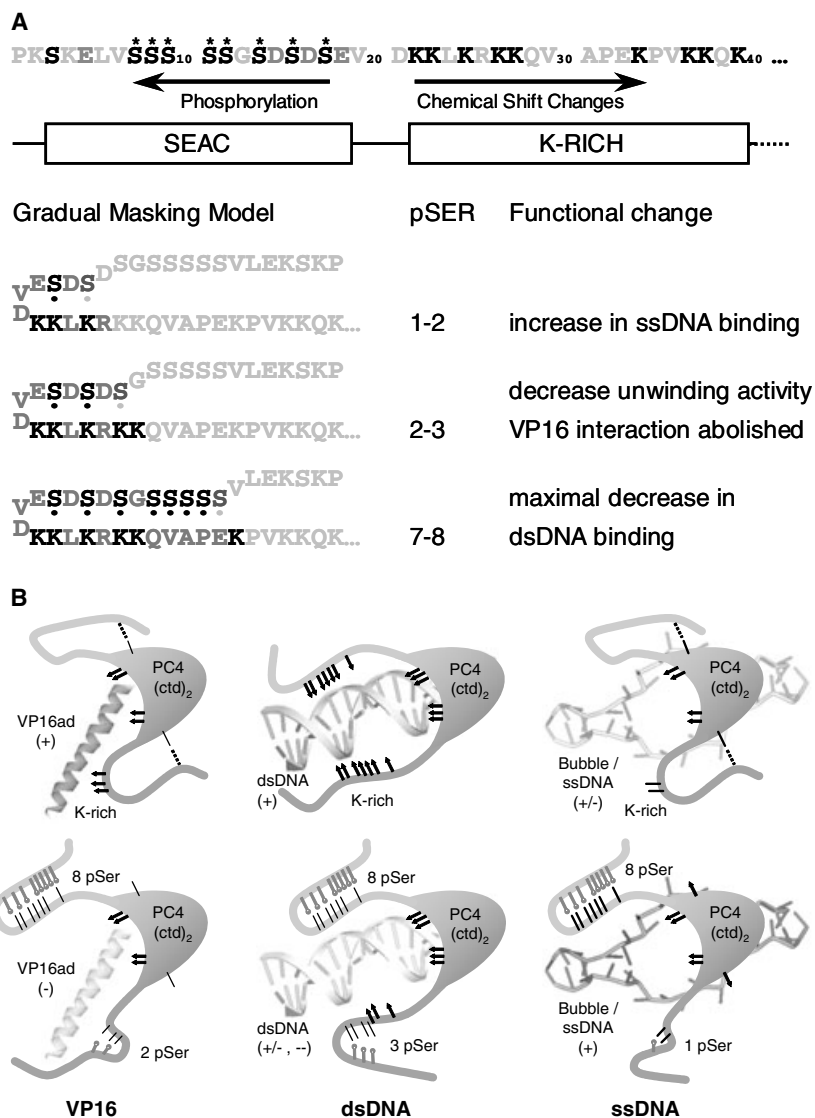 A
* * * * * * * *
PKSKELVSSS10 SSGSDSDSEV20 DKKLKRKKQV30 APEKPVKKQK40 ...
Phosphorylation Chemical Shift Changes
SEAC K-RICH
Gradual Masking Model pSER Functional change
VESDSDSGSSSSSVLEKSKP
DKKLKRKKQVAPEKPVKKQK... 1-2 increase in ssDNA binding
VESDSDSGSSSSSVLEKSKP decrease unwinding activity
DKKLKRKKQVAPEKPVKKQK... 2-3 VP16 interaction abolished
VESDSDSGSSSSSVLEKSKP maximal decrease in
DKKLKRKKQVAPEKPVKKQK... 7-8 dsDNA binding
B
PC4
(ctd)2
VP16ad
(+)
K-rich
PC4
(ctd)2
dsDNA
(+)
K-rich
PC4
(ctd)2
Bubble /
ssDNA
(+/-)
K-rich
8 pSer
PC4
(ctd)2
VP16ad
(-)
2 pSer
8 pSer
PC4
(ctd)2
dsDNA
(+/- , --)
3 pSer
8 pSer
PC4
(ctd)2
Bubble /
ssDNA
(+)
1 pSer
VP16 dsDNA ssDNA